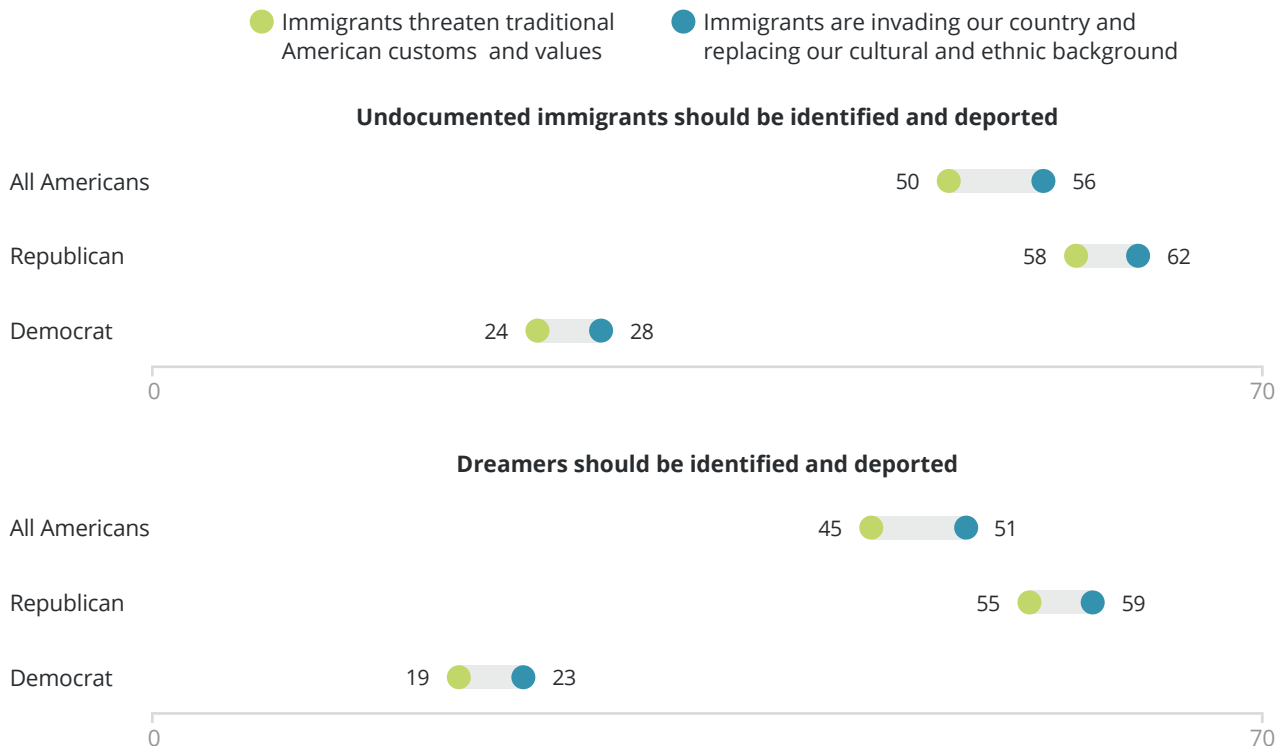 Immigrants threaten traditional
American customs and values
Immigrants are invading our country and
replacing our cultural and ethnic background
Undocumented immigrants should be identified and deported
All Americans 50 56
Republican 58 62
Democrat 24 28
0 70
Dreamers should be identified and deported
All Americans 45 51
Republican 55 59
Democrat 19 23
0 70